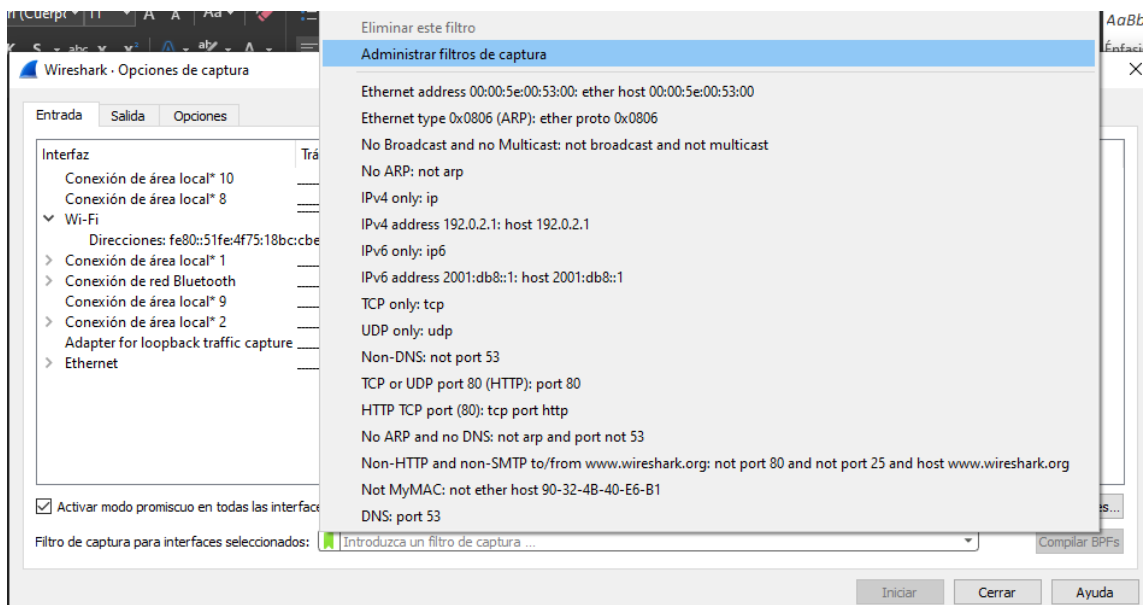 Eliminar este filtro
AaBb
Administrar filtros de captura
Wireshark · Opciones de captura
Entrada Salida Opciones
Ethernet address 00:00:5e:00:53:00: ether host 00:00:5e:00:53:00
Ethernet type 0x0806 (ARP): ether proto 0x0806
No Broadcast and no Multicast: not broadcast and not multicast
No ARP: not arp
IPv4 only: ip
IPv4 address 192.0.2.1: host 192.0.2.1
IPv6 only: ip6
IPv6 address 2001:db8::1: host 2001:db8::1
TCP only: tcp
UDP only: udp
Non-DNS: not port 53
TCP or UDP port 80 (HTTP): port 80
HTTP TCP port (80): tcp port http
No ARP and no DNS: not arp and port not 53
Non-HTTP and non-SMTP to/from www.wireshark.org: not port 80 and not port 25 and host www.wireshark.org
Not MyMAC: not ether host 90-32-4B-40-E6-B1
DNS: port 53
Interfaz Trá
Conexión de área local* 10
Conexión de área local* 8
Wi-Fi
Direcciones: fe80::51fe:4f75:18bc:cbe
Conexión de área local* 1
Conexión de red Bluetooth
Conexión de área local* 9
Conexión de área local* 2
Adapter for loopback traffic capture
Ethernet
Activar modo promiscuo en todas las interface
Filtro de captura para interfaces seleccionados: Introduzca un filtro de captura ... Compilar BPFs
Iniciar Cerrar Ayuda